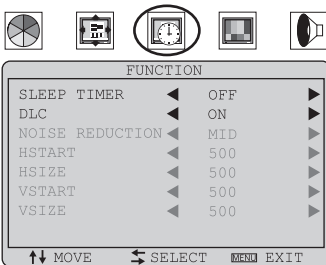 FUNCTION
SLEEP TIMER ◀ OFF ▶
DLC ◀ ON ▶
NOISE REDUCTION ◀ MID ▶
HSTART ◀ 500 ▶
HSIZE ◀ 500 ▶
VSTART ◀ 500 ▶
VSIZE ◀ 500 ▶
MOVE SELECT MENU EXIT